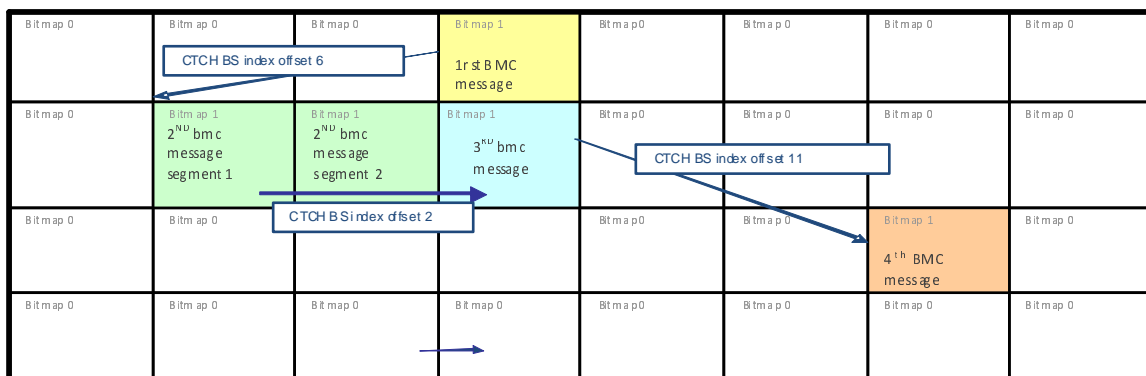 Bitmap 0
Bitmap 0
Bitmap 0
Bitmap 1
Bitmap 0
Bitmap 0
Bitmap 0
Bitmap 0
CTCH BS index offset 6
1rst BMC
message
Bitmap 0
Bitmap 1
Bitmap 1
Bitmap 1
Bitmap 0
Bitmap 0
Bitmap 0
Bitmap 0
2ND bmc
message
segment 1
2ND bmc
message
segment 2
3RD bmc
message
CTCH BS index offset 11
CTCH BS index offset 2
Bitmap 0
Bitmap 0
Bitmap 0
Bitmap 0
Bitmap 0
Bitmap 0
Bitmap 1
Bitmap 0
4th BMC
message
Bitmap 0
Bitmap 0
Bitmap 0
Bitmap 0
Bitmap 0
Bitmap 0
Bitmap 0
Bitmap 0